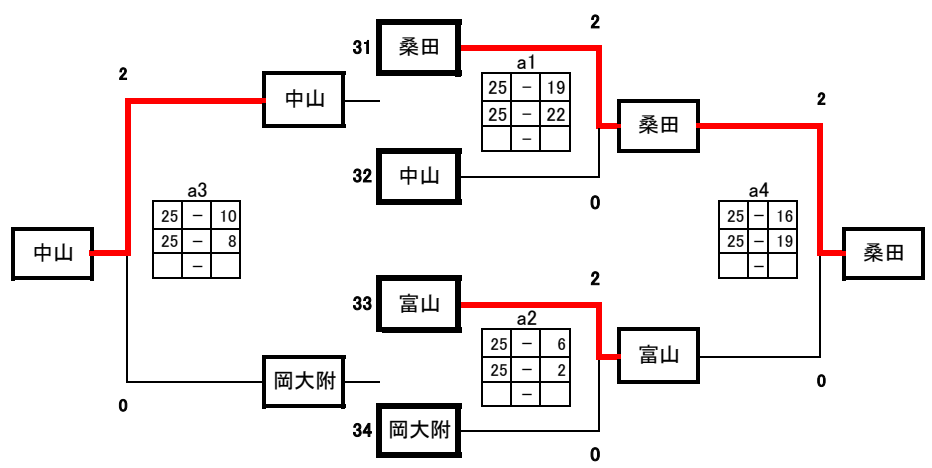 2
31 桑田
2
a1
25 － 19
25 － 22
－
中山
桑田
2
32 中山
0
a3
25 － 10
25 － 8
－
中山
a4
25 － 16
25 － 19
－
桑田
33 富山
2
a2
25 － 6
25 － 2
－
富山
0
岡大附
0
34 岡大附
0